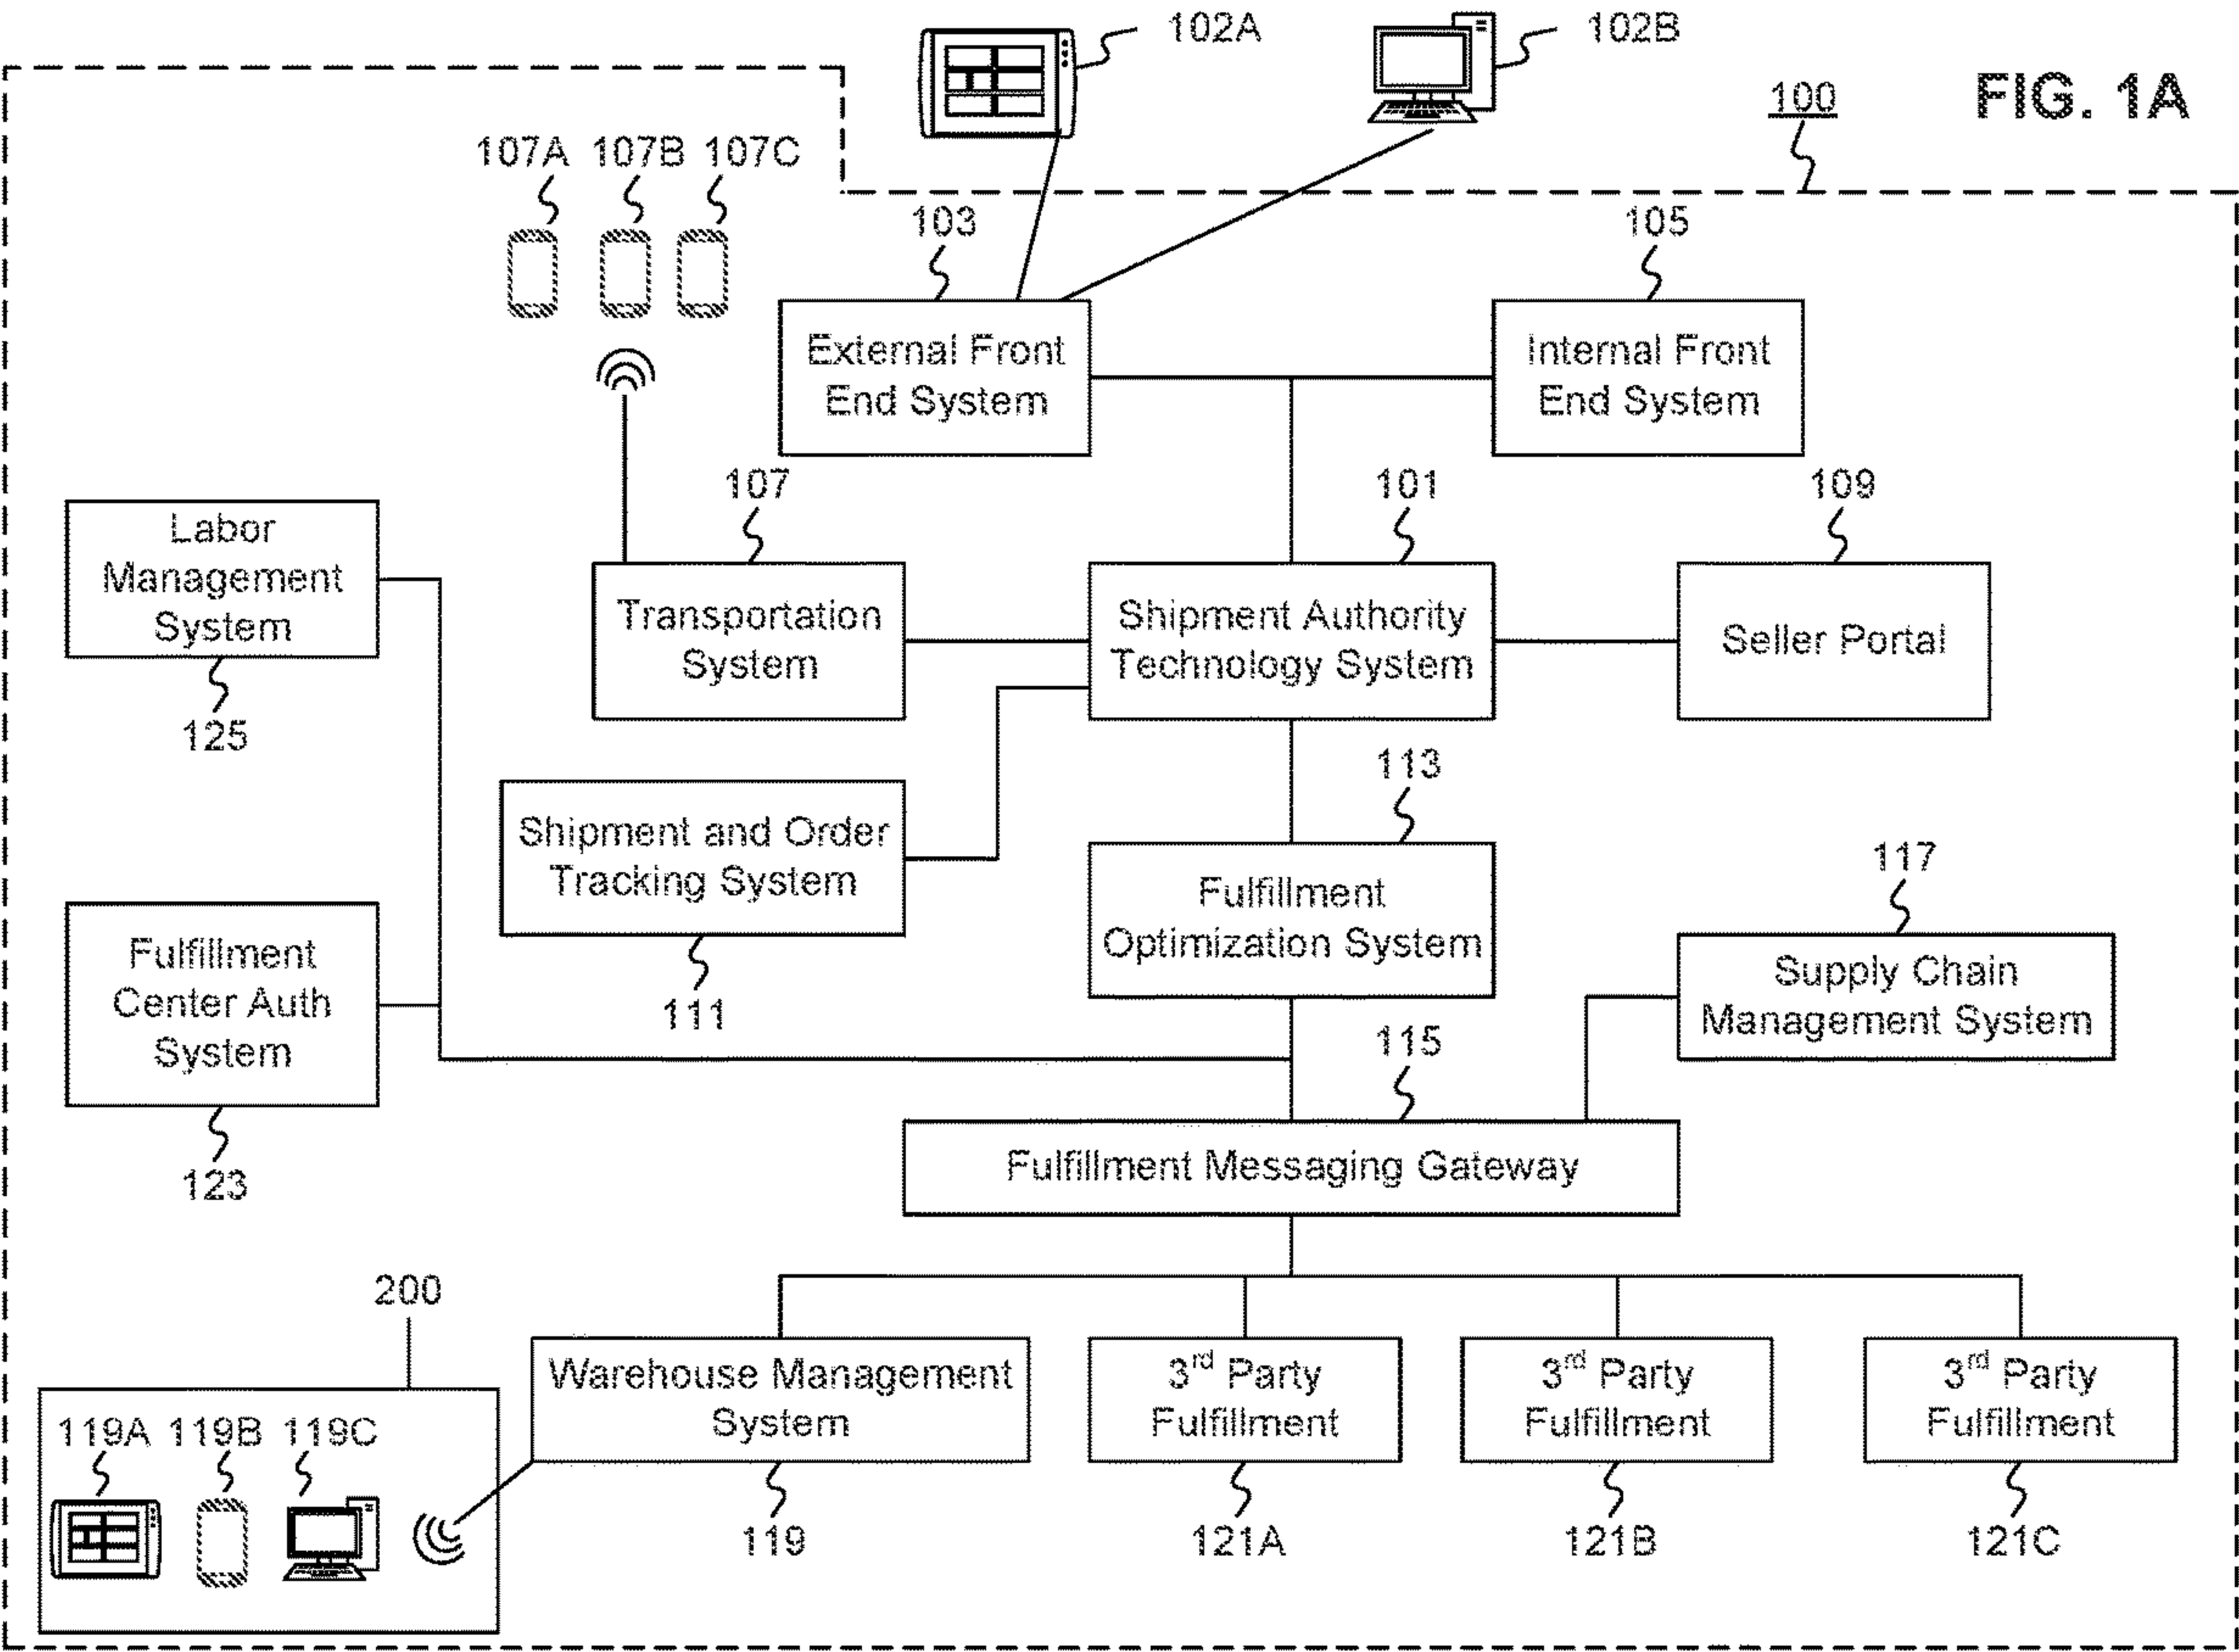 102A
102B
FIG. 1A
100
107A 107B 107C
103
105
External Front
End System
Internal Front
End System
107
101
109
Labor
Management
System
125
Transportation
System
Shipment Authority
Technology System
Seller Portal
113
Shipment and Order
Tracking System
111
117
Fulfillment
Optimization System
Fulfillment
Center Auth
System
123
Supply Chain
Management System
115
Fulfillment Messaging Gateway
200
119A 119B 119C
Warehouse Management
System
119
3rd Party
Fulfillment
121A
3rd Party
Fulfillment
121B
3rd Party
Fulfillment
121C